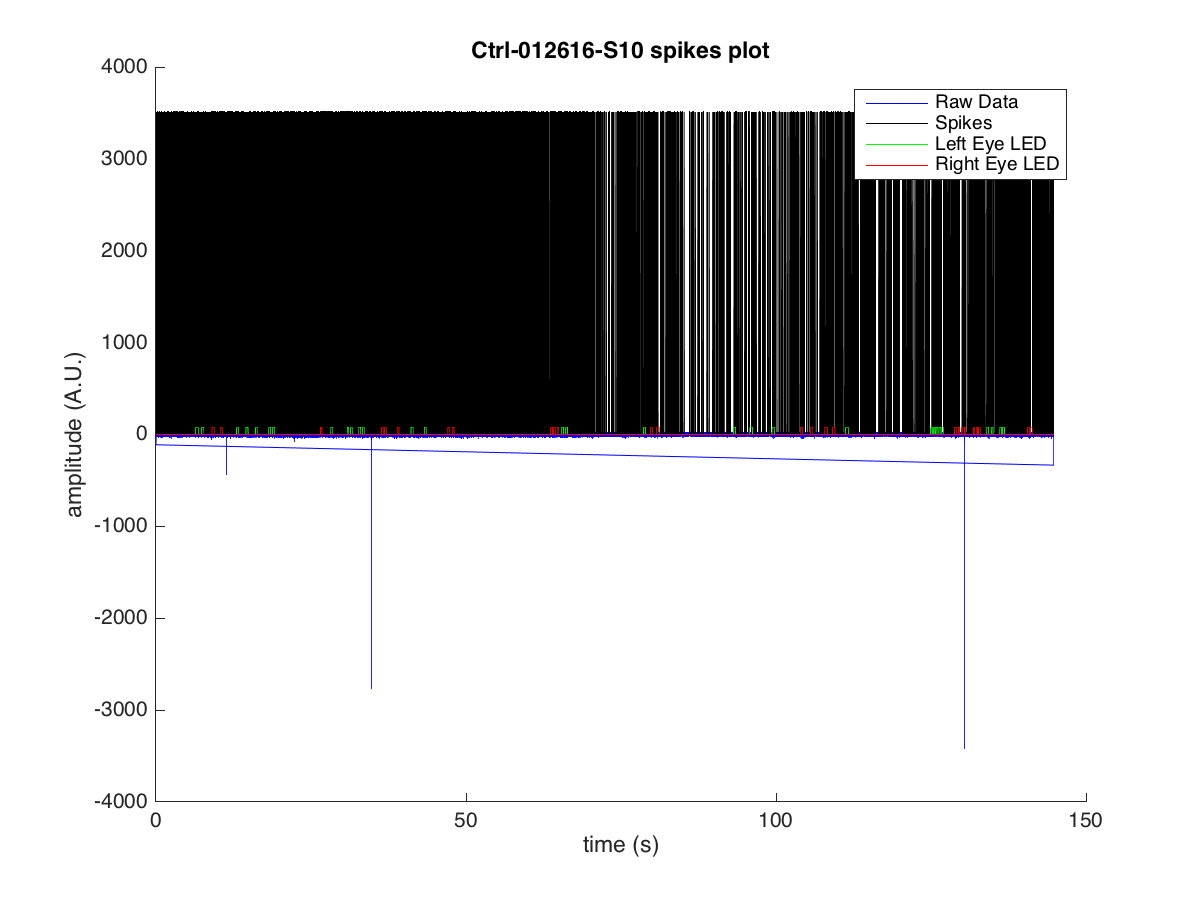 Ctrl-012616-S10 spikes plot
4000
3000
2000
1000
0
-1000
-2000
-3000
-4000
amplitude (A.U.)
Raw Data
Spikes
Left Eye LED
Right Eye LED
0 50 100 150
time (s)